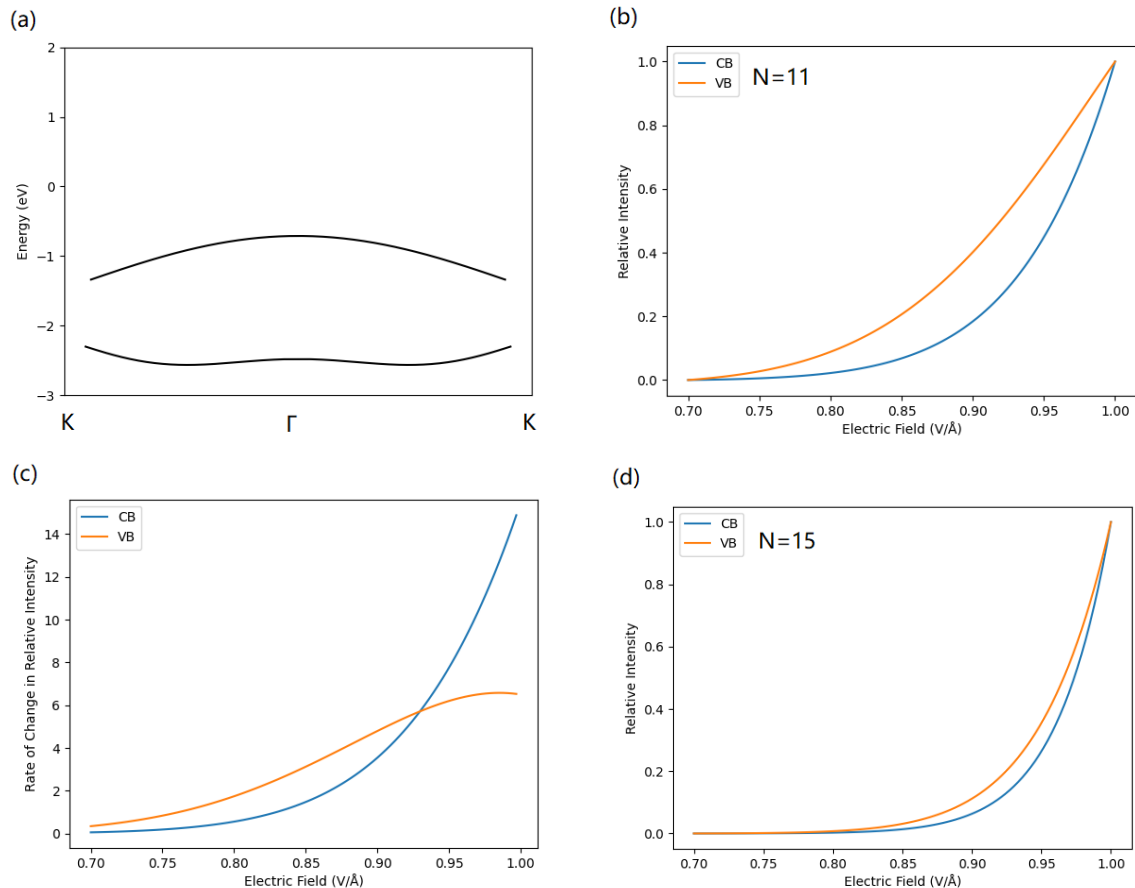 (a)
2
1
0
−1
−2
−3
Energy (eV)
K
Γ
K
(b)
CB
VB
N=11
1.0
0.8
0.6
0.4
0.2
0.0
Relative Intensity
0.70 0.75 0.80 0.85 0.90 0.95 1.00
Electric Field (V/Å)
(c)
CB
VB
14
12
10
8
6
4
2
0
Rate of Change in Relative Intensity
0.70 0.75 0.80 0.85 0.90 0.95 1.00
Electric Field (V/Å)
(d)
CB
VB
N=15
1.0
0.8
0.6
0.4
0.2
0.0
Relative Intensity
0.70 0.75 0.80 0.85 0.90 0.95 1.00
Electric Field (V/Å)